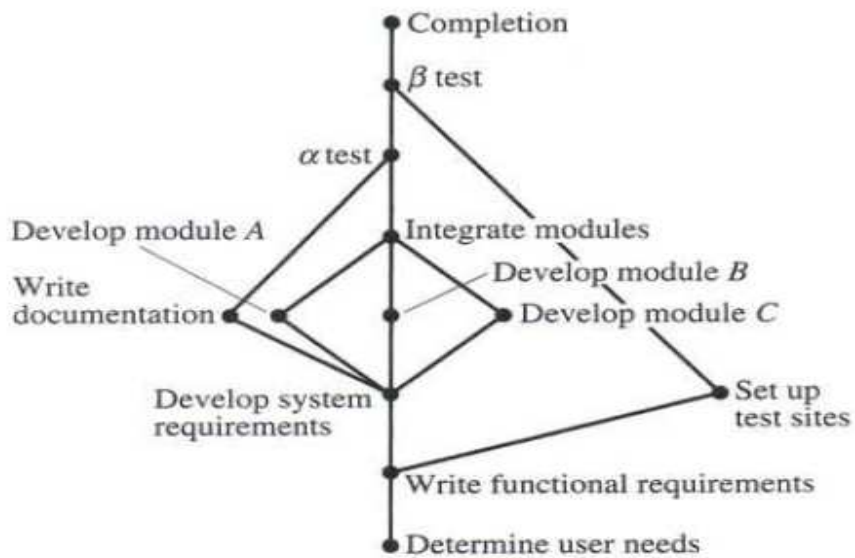 Completion
β test
α test
Develop module A
Integrate modules
Develop module B
Write
documentation
Develop module C
Develop system
requirements
Set up
test sites
Write functional requirements
Determine user needs